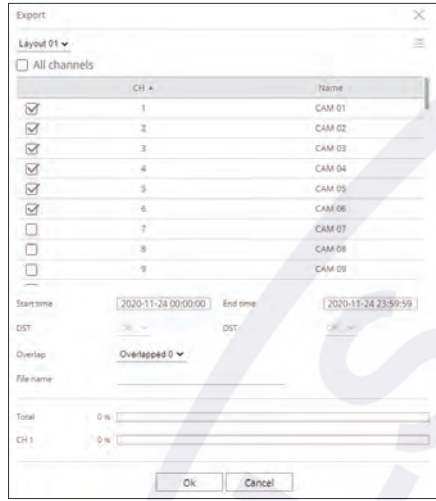 Export
Layout 01
All channels
CH Name
1 CAM 01
2 CAM 02
3 CAM 03
4 CAM 04
5 CAM 05
6 CAM 06
7 CAM 07
8 CAM 08
9 CAM 09
Start time 2020-11-24 00:00:00 End time 2020-11-24 23:59:59
DST DST
Overlap Overlapped 0
File name
Total 0 %
CH 1 0 %
Ok Cancel